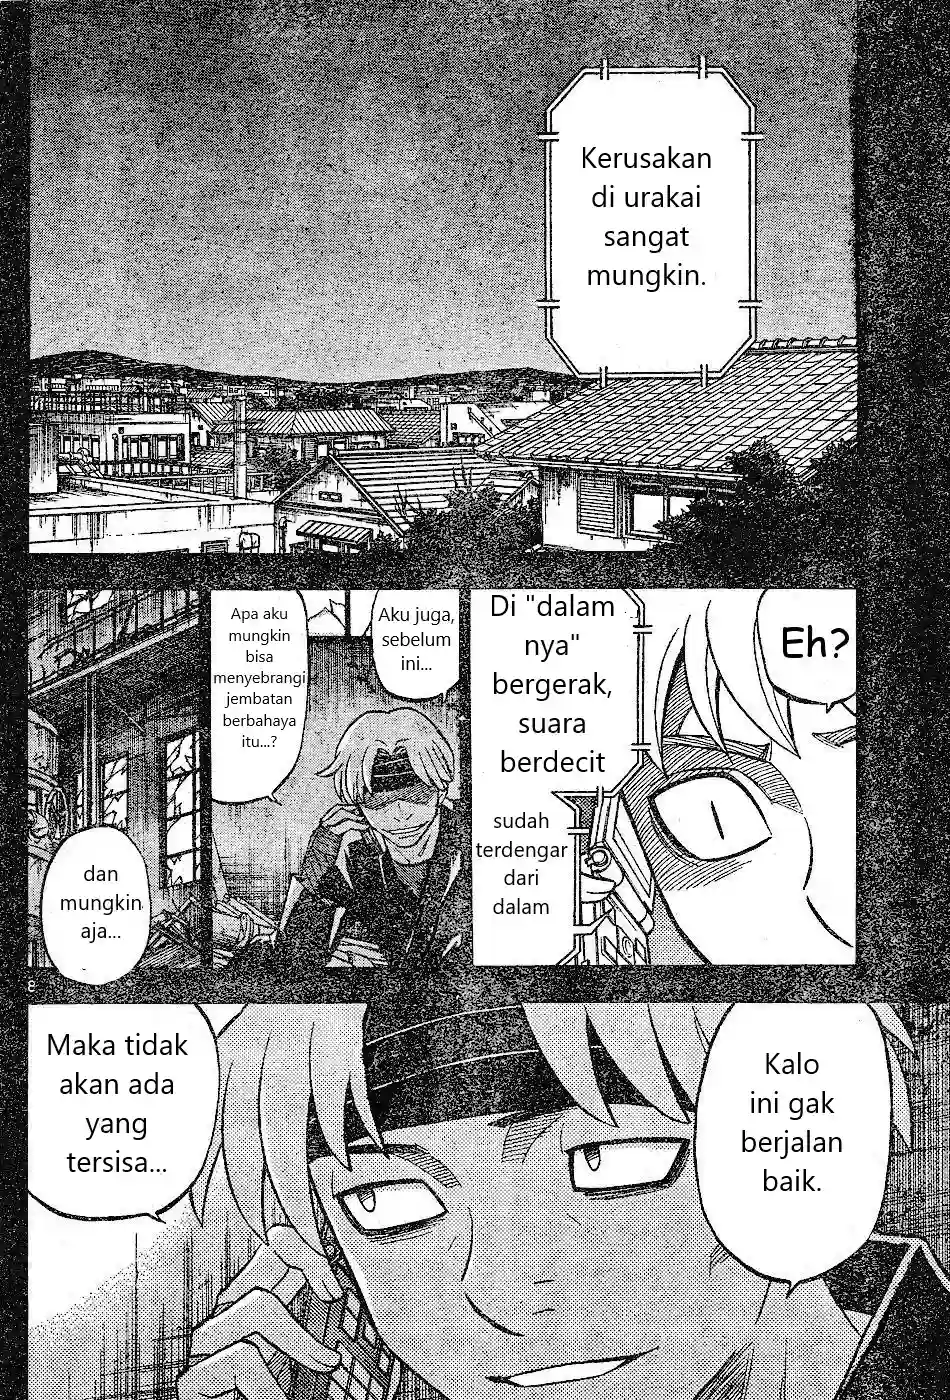 Kerusakan
di urakai
sangat
mungkin.
Eh?
Di "dalam
nya"
bergerak,
suara
berdecit
sudah
terdengar
dari
dalam
Aku juga,
sebelum
ini...
Apa aku
mungkin
bisa
menyebrangi
jembatan
berbahaya
itu...?
dan
mungkin
aja...
8
Kalo
ini gak
berjalan
baik.
Maka tidak
akan ada
yang
tersisa...